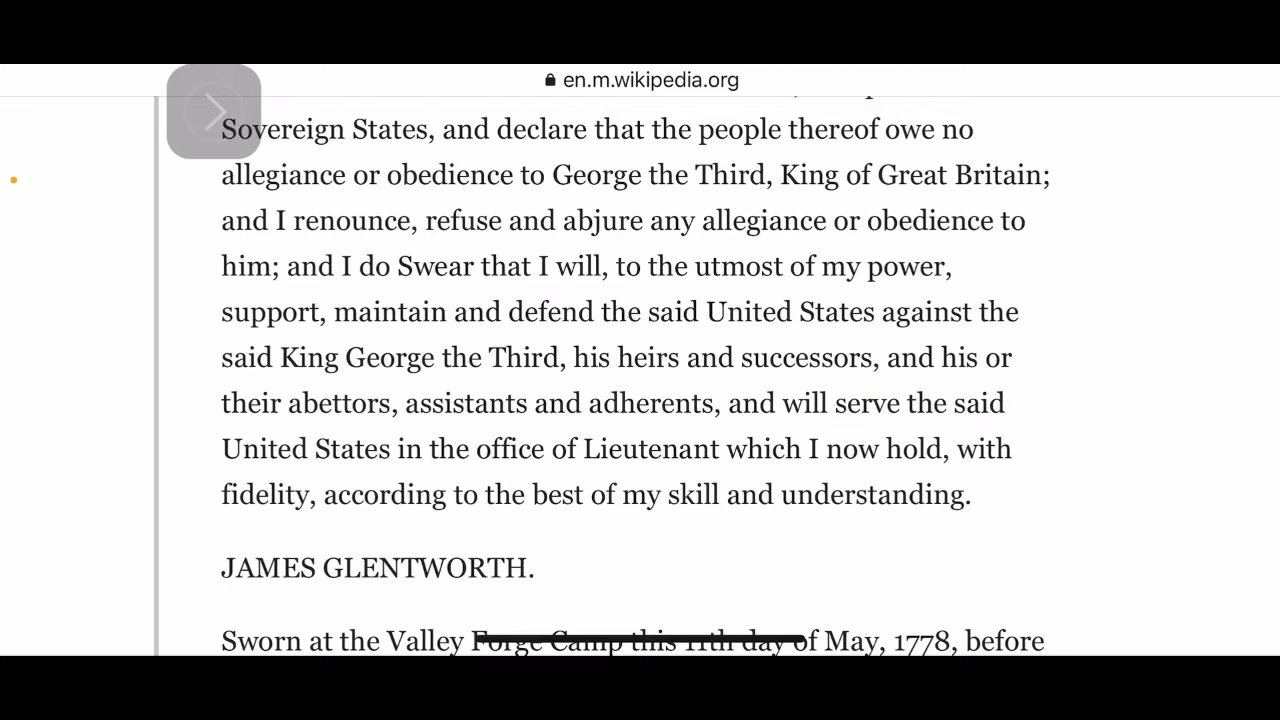 en.m.wikipedia.org
Sovereign States, and declare that the people thereof owe no
allegiance or obedience to George the Third, King of Great Britain;
and I renounce, refuse and abjure any allegiance or obedience to
him; and I do Swear that I will, to the utmost of my power,
support, maintain and defend the said United States against the
said King George the Third, his heirs and successors, and his or
their abettors, assistants and adherents, and will serve the said
United States in the office of Lieutenant which I now hold, with
fidelity, according to the best of my skill and understanding.
JAMES GLENTWORTH.
Sworn at the Valley Forge Camp this 11th day of May, 1778, before